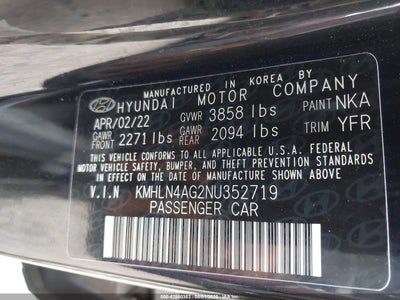 MANUFACTURED IN KOREA BY
HYUNDAI MOTOR COMPANY
APR/02/22 GVWR 3858 lbs PAINT NKA
GAWR FRONT 2271 lbs GAWR REAR 2094 lbs TRIM YFR
THIS VEHICLE CONFORMS TO ALL APPLICABLE U.S.A. FEDERAL
MOTOR VEHICLE SAFETY, BUMPER, AND THEFT PREVENTION
STANDARDS IN EFFECT ON THE DATE OF MANUFACTURE SHOWN ABOVE.
V.I.N KMHLN4AG2NU352719
PASSENGER CAR